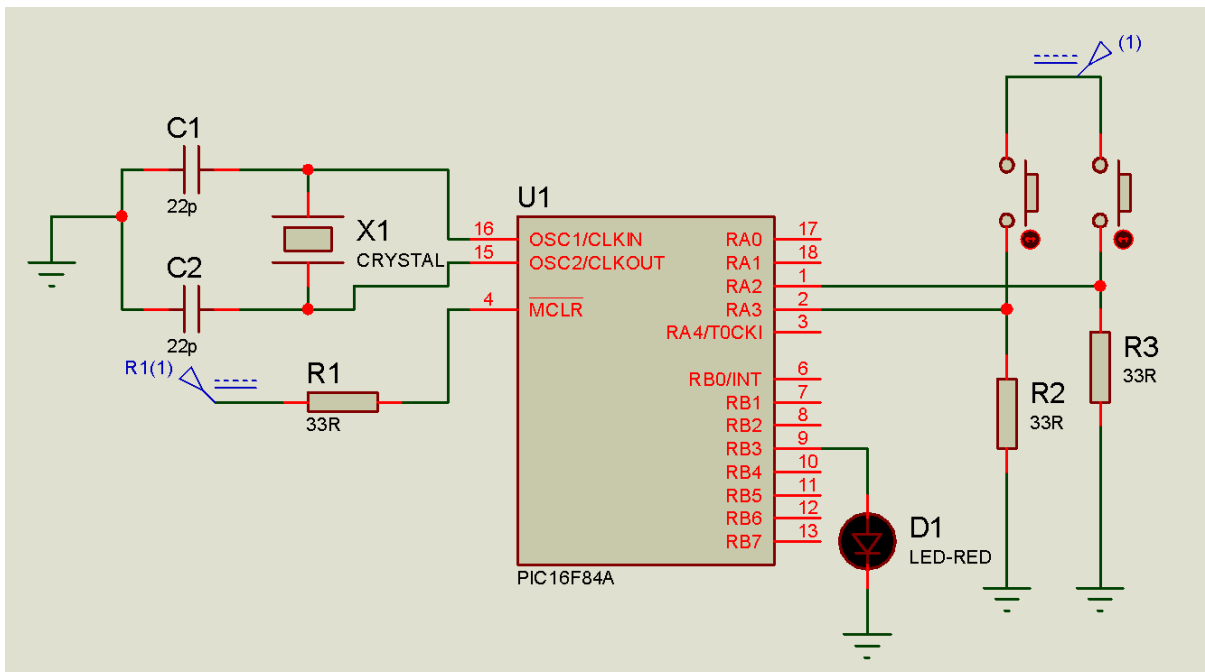 (1)
C1
22p
X1
CRYSTAL
C2
22p
R1(1)
R1
33R
U1
16
OSC1/CLKIN
15
OSC2/CLKOUT
4
MCLR
RA0
17
RA1
18
RA2
1
RA3
2
RA4/T0CKI
3
RB0/INT
6
RB1
7
RB2
8
RB3
9
RB4
10
RB5
11
RB6
12
RB7
13
PIC16F84A
D1
LED-RED
R2
33R
R3
33R